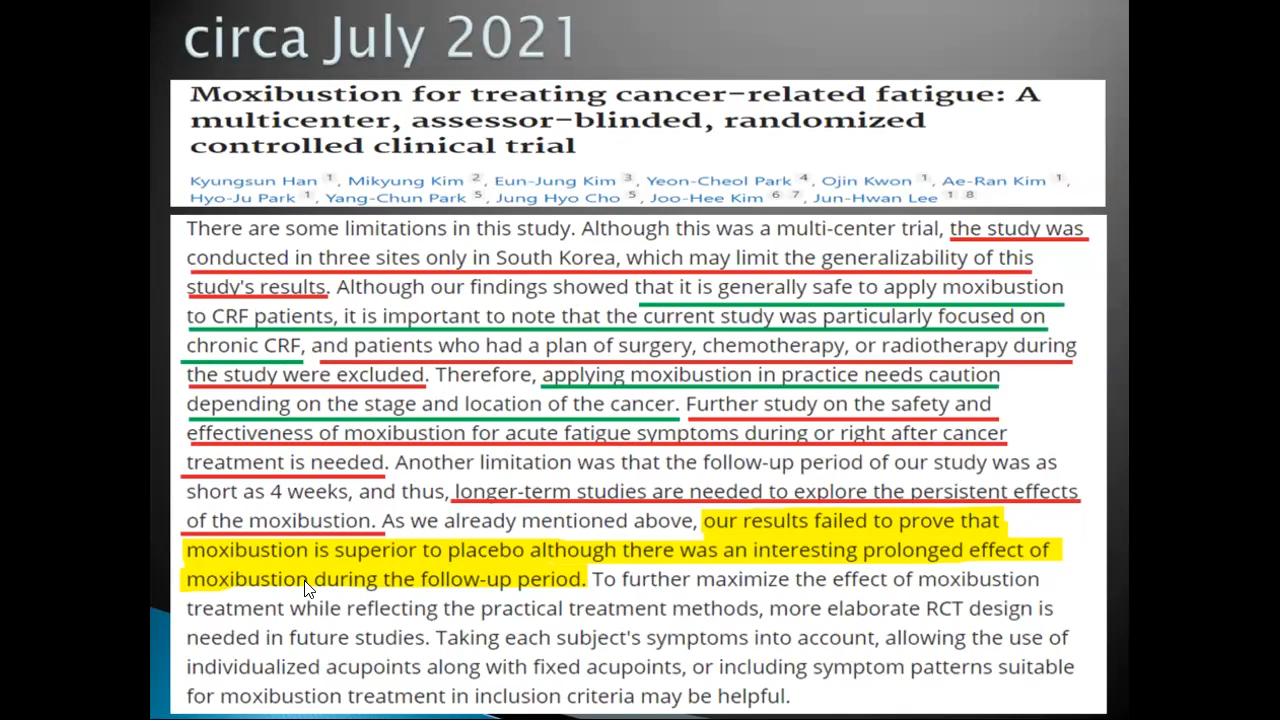 circa July 2021
Moxibustion for treating cancer-related fatigue: A
multicenter, assessor-blinded, randomized
controlled clinical trial
Kyungsun Han 1, Mikyung Kim 2, Eun-Jung Kim 3, Yeon-Cheol Park 4, Ojin Kwon 1, Ae-Ran Kim 1,
Hyo-Ju Park 1, Yang-Chun Park 5, Jung Hyo Cho 5, Joo-Hee Kim 6 7, Jun-Hwan Lee 1 8
There are some limitations in this study. Although this was a multi-center trial, the study was
conducted in three sites only in South Korea, which may limit the generalizability of this
study's results. Although our findings showed that it is generally safe to apply moxibustion
to CRF patients, it is important to note that the current study was particularly focused on
chronic CRF, and patients who had a plan of surgery, chemotherapy, or radiotherapy during
the study were excluded. Therefore, applying moxibustion in practice needs caution
depending on the stage and location of the cancer. Further study on the safety and
effectiveness of moxibustion for acute fatigue symptoms during or right after cancer
treatment is needed. Another limitation was that the follow-up period of our study was as
short as 4 weeks, and thus, longer-term studies are needed to explore the persistent effects
of the moxibustion. As we already mentioned above, our results failed to prove that
moxibustion is superior to placebo although there was an interesting prolonged effect of
moxibustion during the follow-up period. To further maximize the effect of moxibustion
treatment while reflecting the practical treatment methods, more elaborate RCT design is
needed in future studies. Taking each subject's symptoms into account, allowing the use of
individualized acupoints along with fixed acupoints, or including symptom patterns suitable
for moxibustion treatment in inclusion criteria may be helpful.